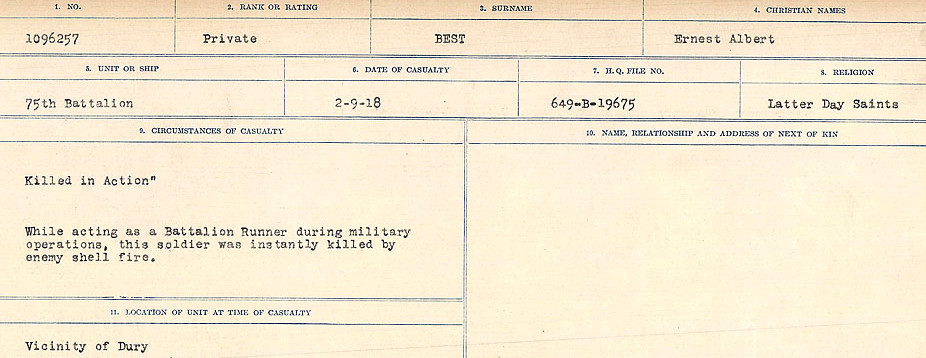 1. NO.
2. RANK OR RATING
3. SURNAME
4. CHRISTIAN NAMES
1096257
Private
BEST
Ernest Albert
5. UNIT OR SHIP
6. DATE OF CASUALTY
7. H.Q. FILE NO.
8. RELIGION
75th Battalion
2-9-18
649-B-19675
Latter Day Saints
9. CIRCUMSTANCES OF CASUALTY
10. NAME, RELATIONSHIP AND ADDRESS OF NEXT OF KIN
Killed in Action"
While acting as a Battalion Runner during military
operations, this soldier was instantly killed by
enemy shell fire.
11. LOCATION OF UNIT AT TIME OF CASUALTY
Vicinity of Dury